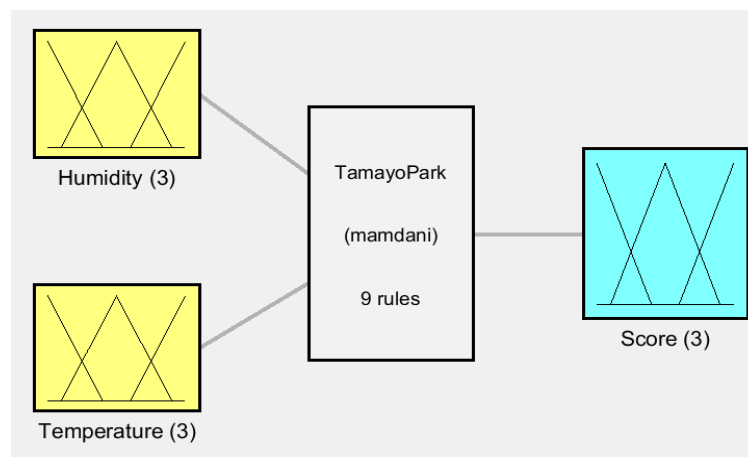 Humidity (3)
TamayoPark
(mamdani)
9 rules
Score (3)
Temperature (3)